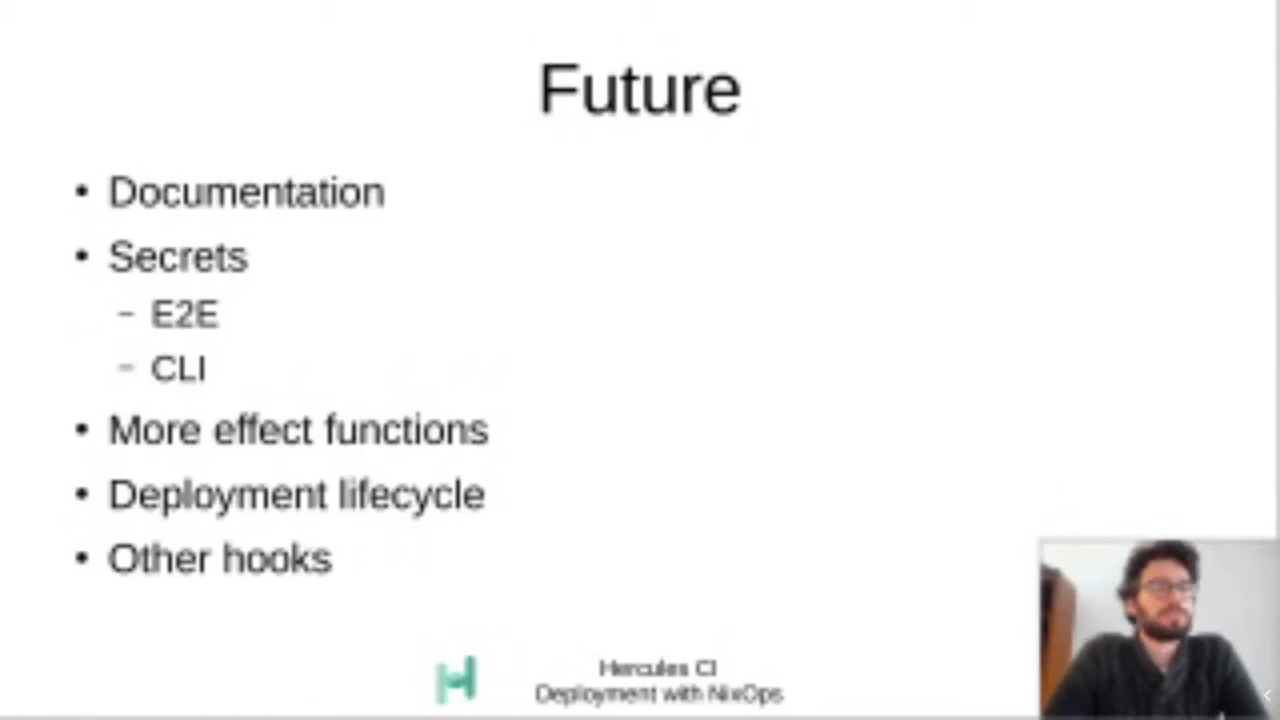 Future
• Documentation
• Secrets
– E2E
– CLI
• More effect functions
• Deployment lifecycle
• Other hooks
Hercules CI
Deployment with NixOps